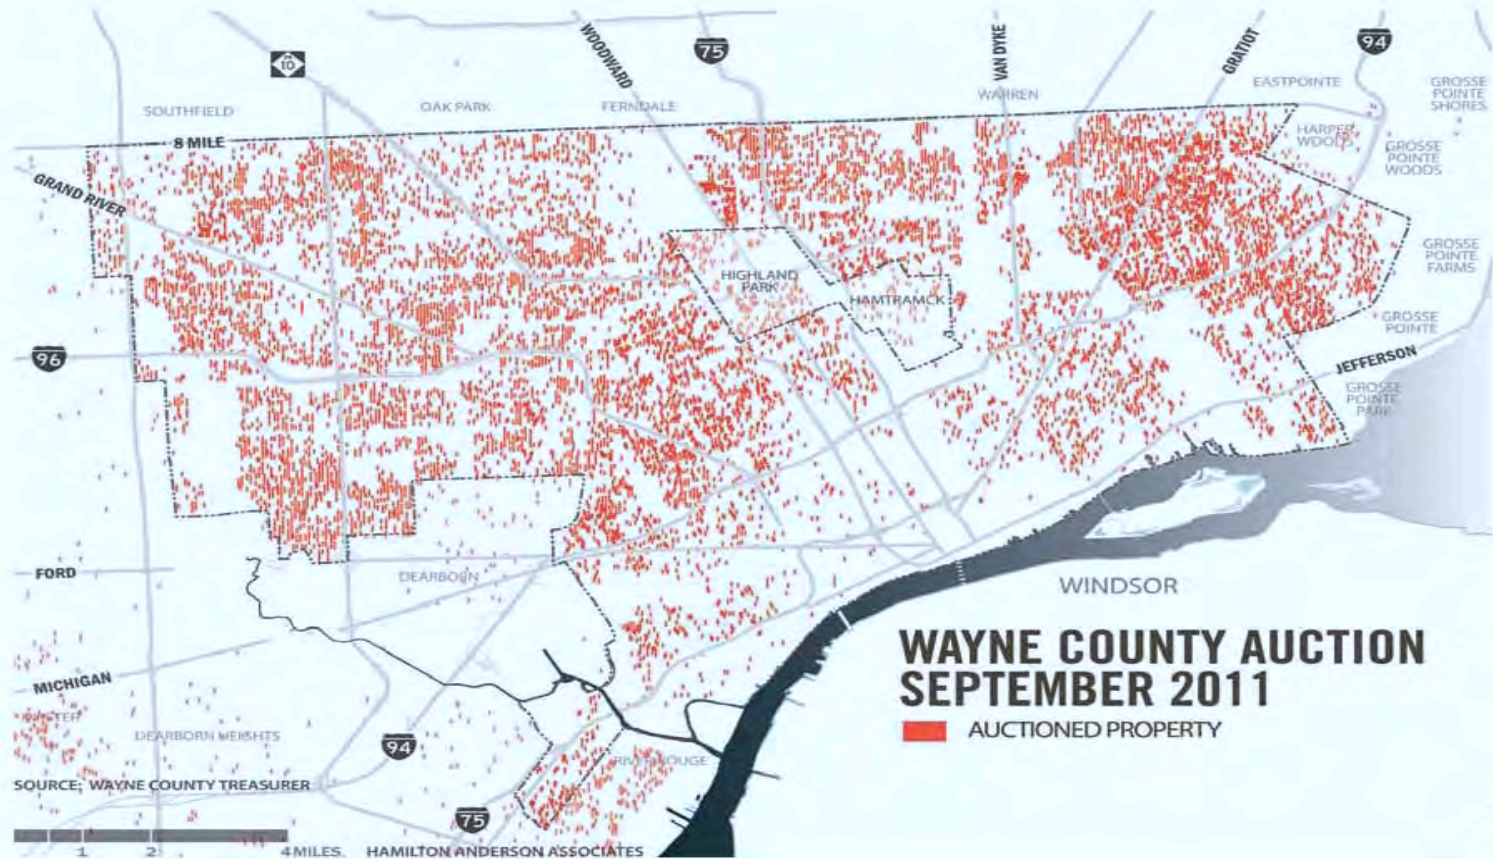 WOODWARD
75
VAN DYKE
GRATIOT
94
10
EASTPOINTE
GROSSE
POINTE
SHORES
SOUTHFIELD
OAK PARK
FERNDALE
WARREN
8 MILE
HARPER
WOODS
GROSSE
POINTE
WOODS
GRAND RIVER
GROSSE
POINTE
FARMS
HIGHLAND
PARK
HAMTRAMCK
GROSSE
POINTE
96
JEFFERSON
GROSSE
POINTE
PARK
FORD
DEARBORN
WINDSOR
WAYNE COUNTY AUCTION
SEPTEMBER 2011
AUCTIONED PROPERTY
MICHIGAN
DEARBORN HEIGHTS
94
RIVER ROUGE
SOURCE: WAYNE COUNTY TREASURER
75
1 2 4 MILES. HAMILTON ANDERSON ASSOCIATES